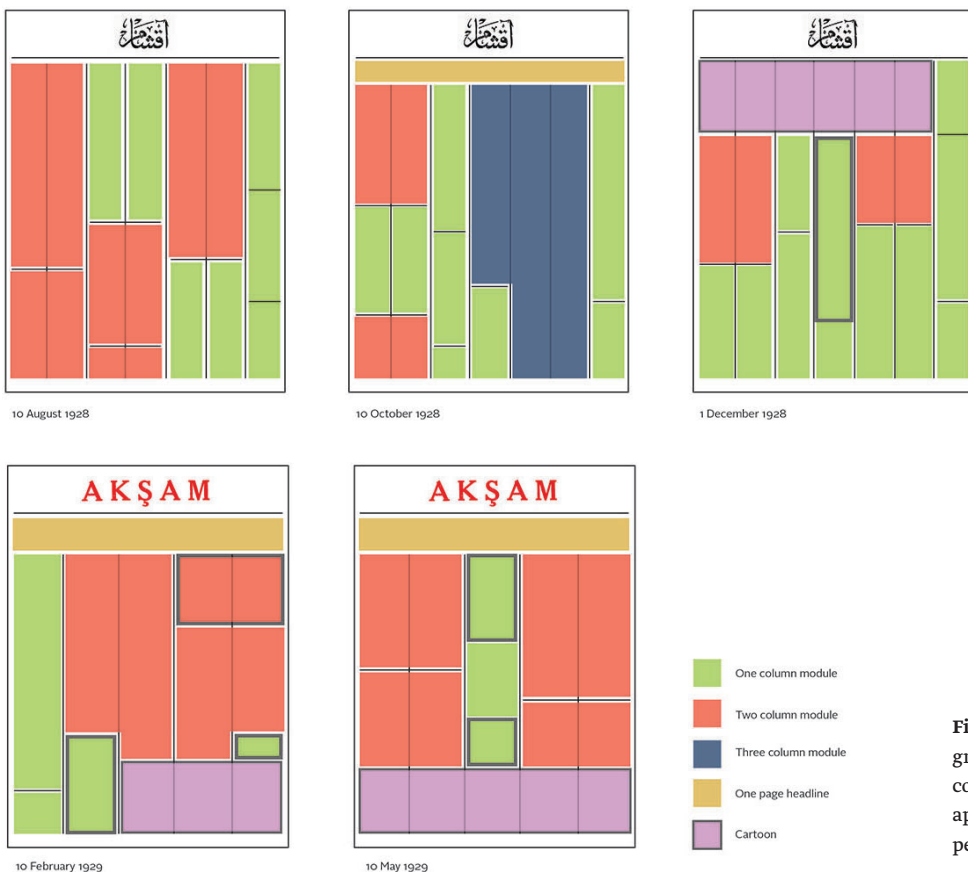 اقشام
اقشام
اقشام
10 August 1928
10 October 1928
1 December 1928
AKŞAM
AKŞAM
10 February 1929
10 May 1929
One column module
Two column module
Three column module
One page headline
Cartoon